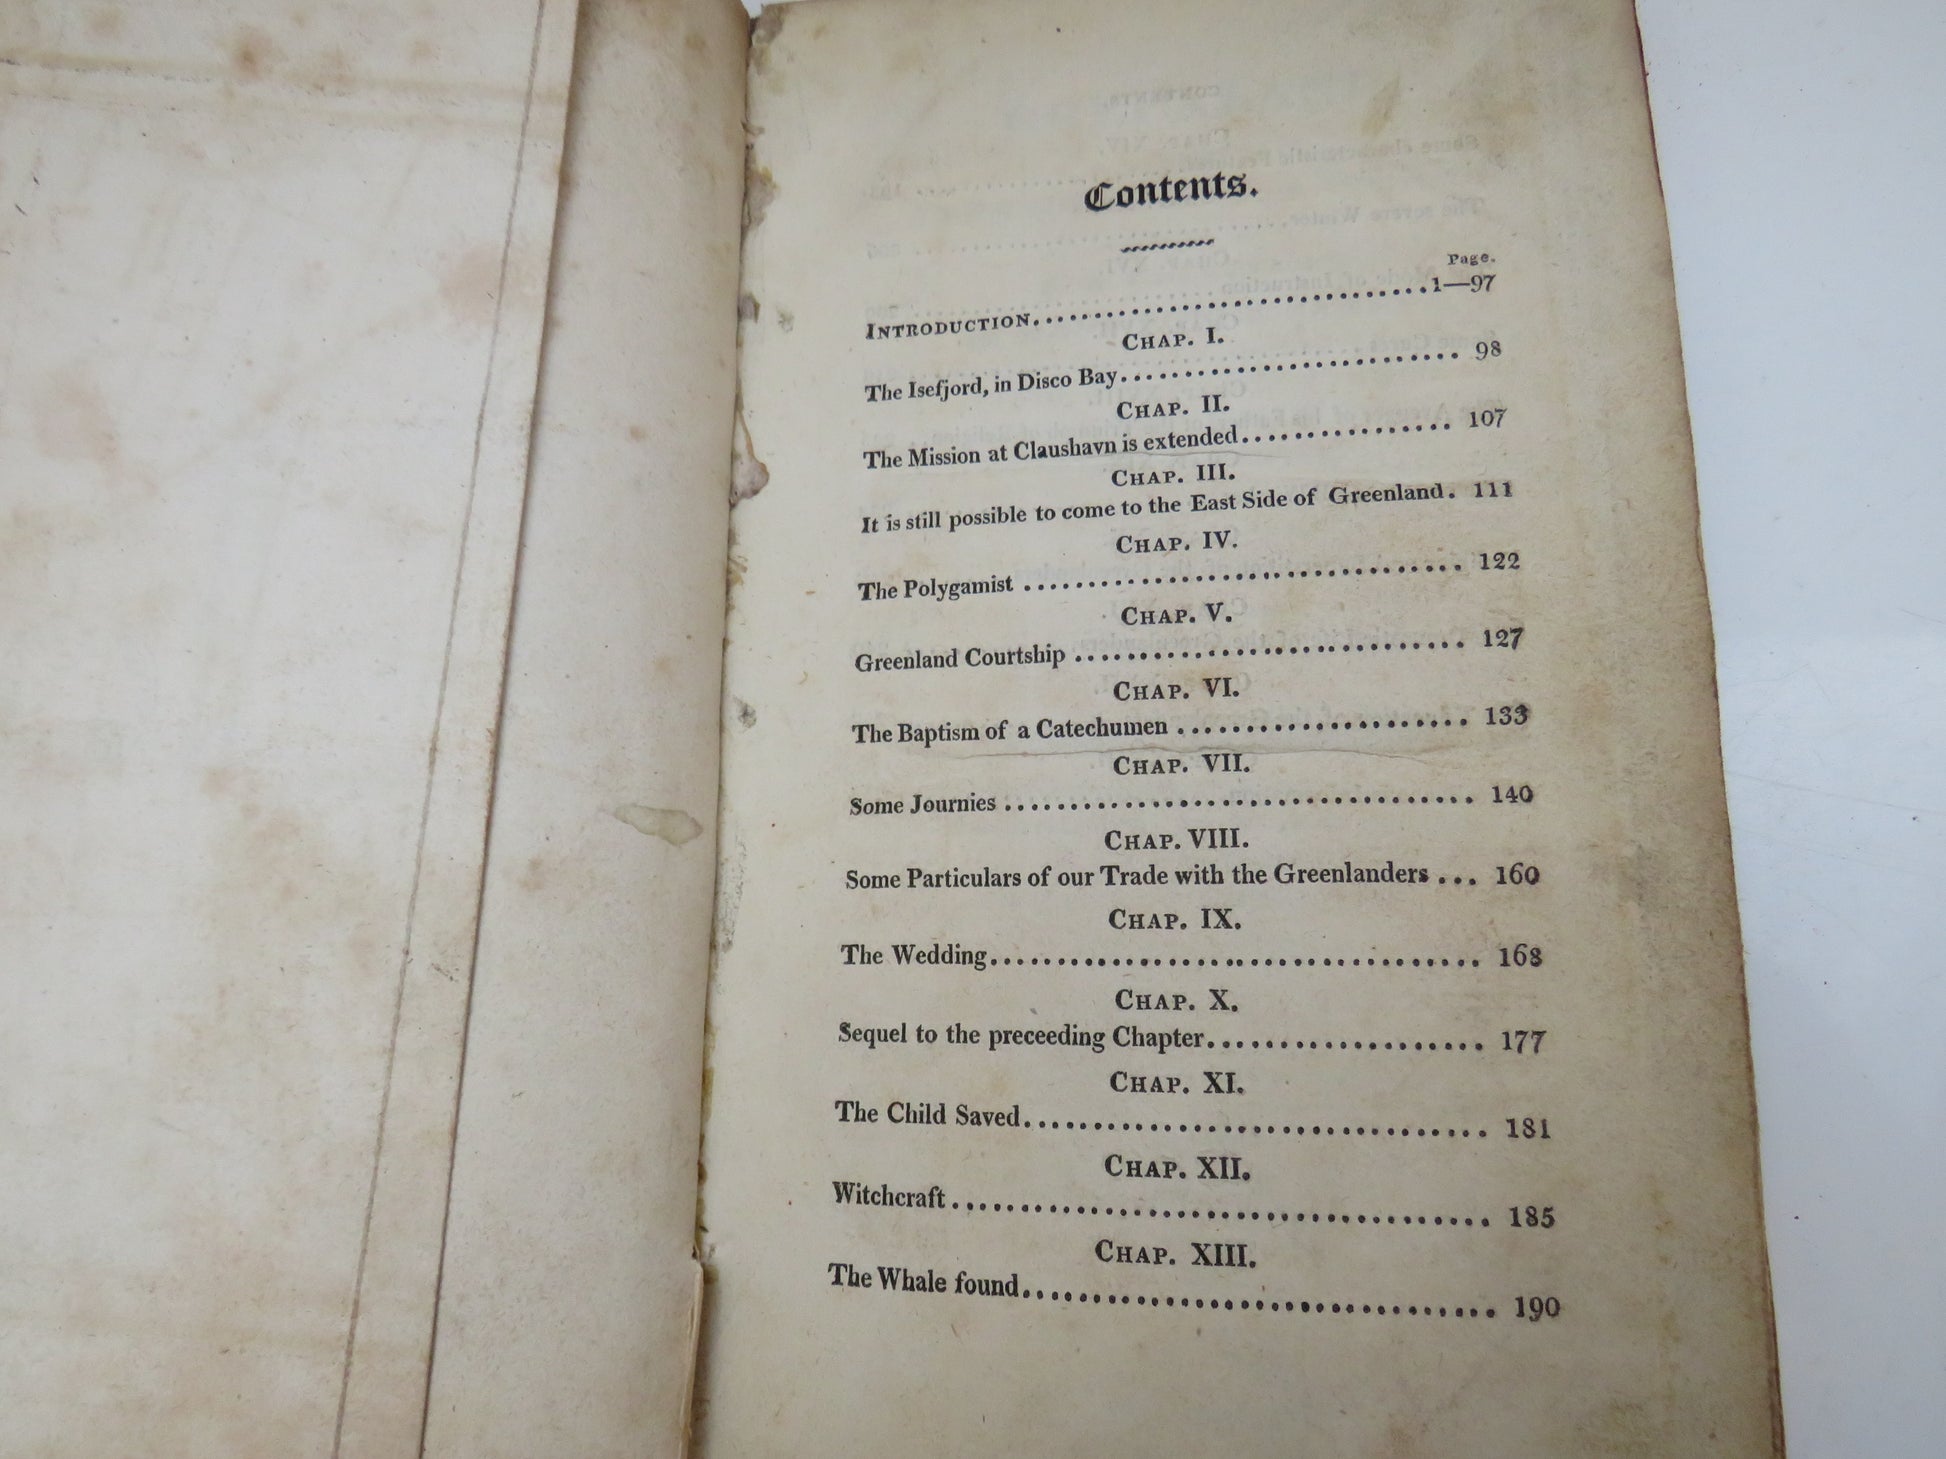 Contents.
Page.
INTRODUCTION........................................1—97
CHAP. I.
The Isefjord, in Disco Bay............................ 98
CHAP. II.
The Mission at Claushavn is extended................ 107
CHAP. III.
It is still possible to come to the East Side of Greenland. 111
CHAP. IV.
The Polygamist .................................. 122
CHAP. V.
Greenland Courtship .............................. 127
CHAP. VI.
The Baptism of a Catechumen ...................... 133
CHAP. VII.
Some Journies .................................... 140
CHAP. VIII.
Some Particulars of our Trade with the Greenlanders ... 160
CHAP. IX.
The Wedding.................................... 168
CHAP. X.
Sequel to the preceeding Chapter.................... 177
CHAP. XI.
The Child Saved................................. 181
CHAP. XII.
Witchcraft ...................................... 185
CHAP. XIII.
The Whale found.................................. 190